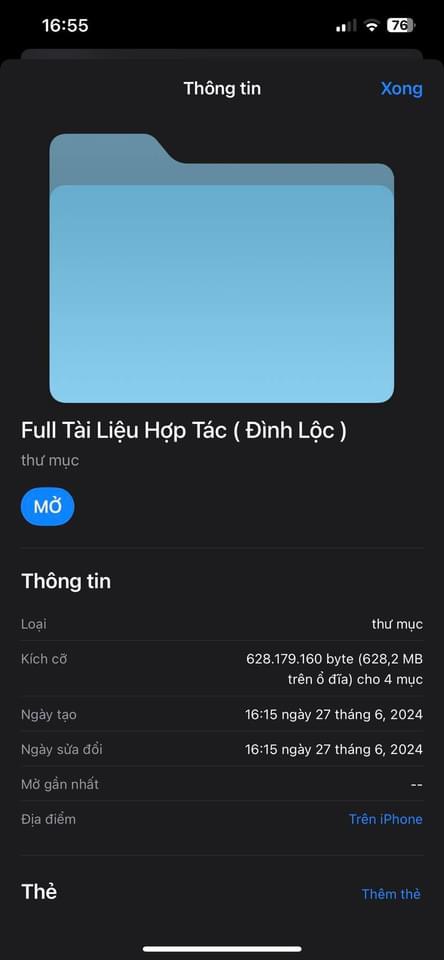 16:55
76
Thông tin
Xong
Full Tài Liệu Hợp Tác ( Đình Lộc )
thư mục
MỞ
Thông tin
Loại thư mục
Kích cỡ 628.179.160 byte (628,2 MB
trên ổ đĩa) cho 4 mục
Ngày tạo 16:15 ngày 27 tháng 6, 2024
Ngày sửa đổi 16:15 ngày 27 tháng 6, 2024
Mở gần nhất --
Địa điểm Trên iPhone
Thẻ Thêm thẻ